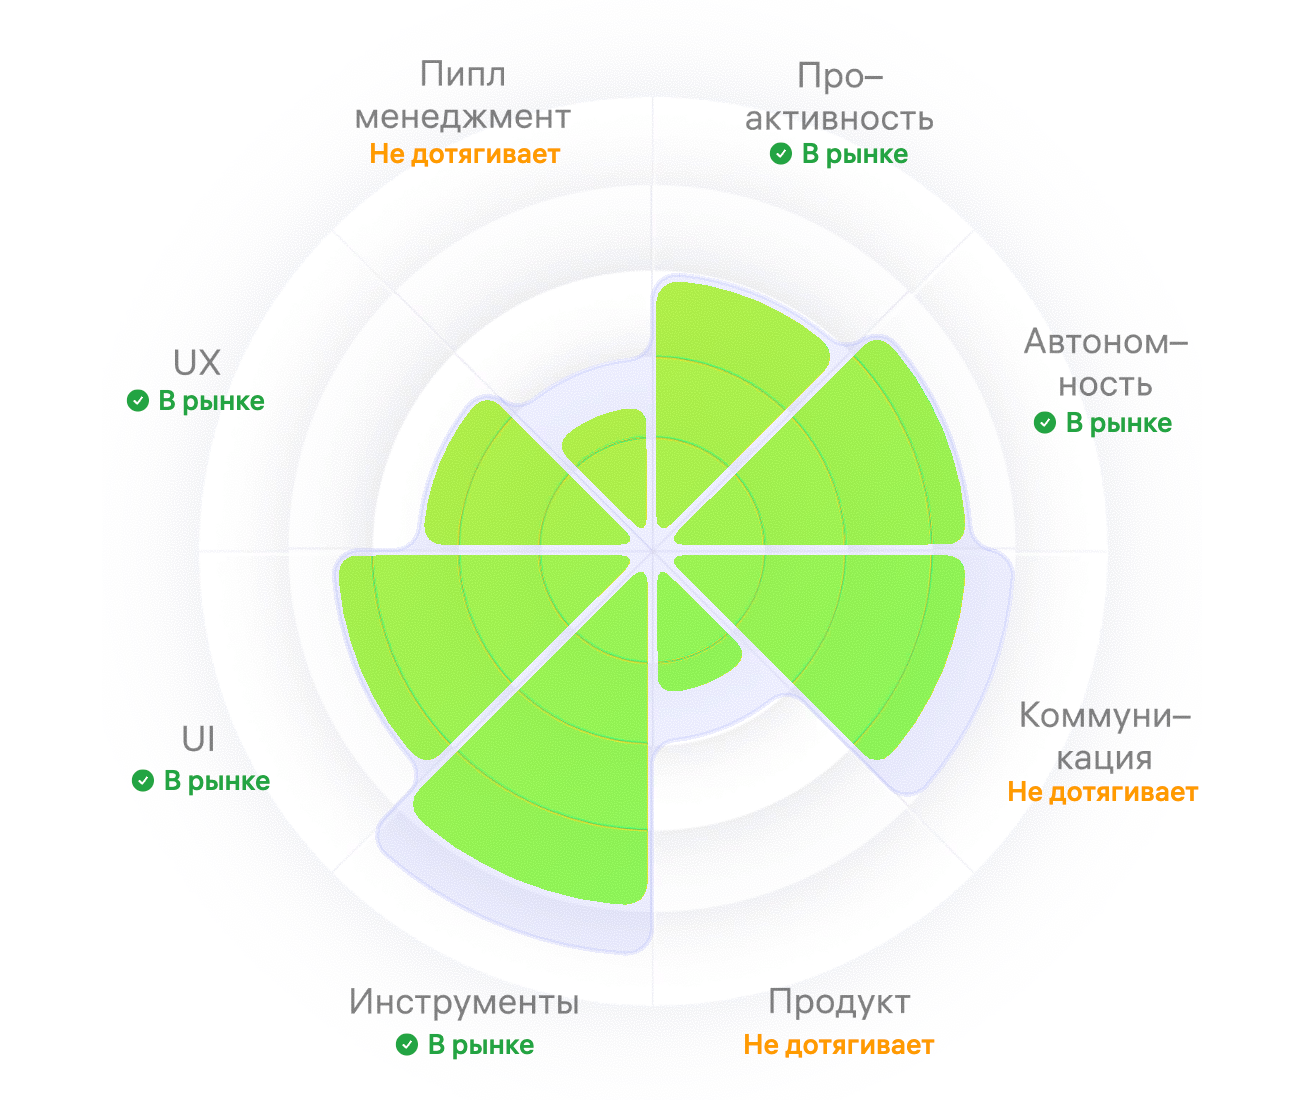 Пипл
менеджмент
Не дотягивает
Про–
активность
В рынке
UX
В рынке
Автоном–
ность
В рынке
UI
В рынке
Коммуни–
кация
Не дотягивает
Инструменты
В рынке
Продукт
Не дотягивает